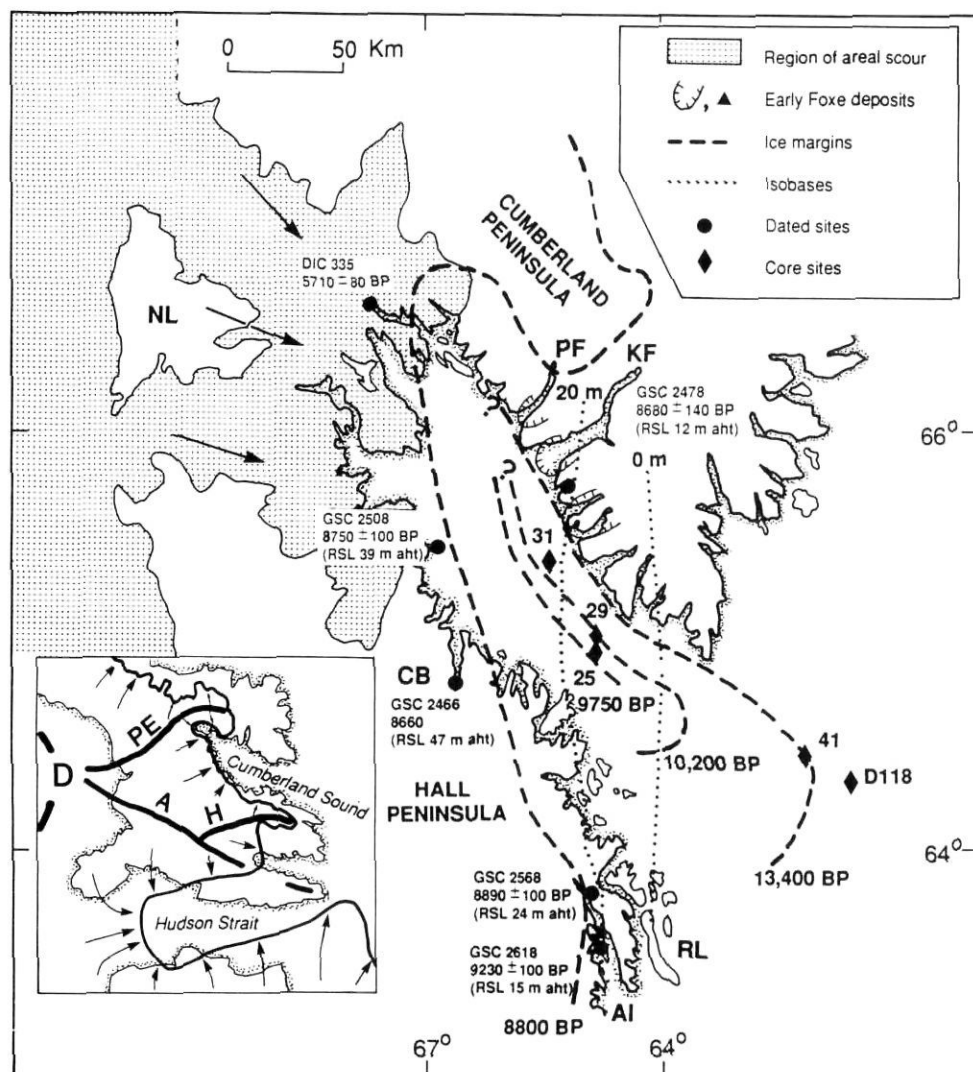 0 50 Km
Region of areal scour
, ▲ Early Foxe deposits
Ice margins
Isobases
Dated sites
Core sites
CUMBERLAND
PENINSULA
DIC 335
5710 ± 80 BP
NL
PF
KF
20 m
GSC 2478
8680 ± 140 BP
(RSL 12 m aht)
66°
0 m
?
?
GSC 2508
8750 ± 100 BP
(RSL 39 m aht)
31
29
25
CB
GSC 2466
8660
(RSL 47 m aht)
9750 BP
10,200 BP
41
D118
HALL
PENINSULA
64°
13,400 BP
GSC 2568
8890 ± 100 BP
(RSL 24 m aht)
GSC 2618
9230 ± 100 BP
(RSL 15 m aht)
RL
AI
8800 BP
67°
64°
PE
D
A
H
Cumberland Sound
Hudson Strait